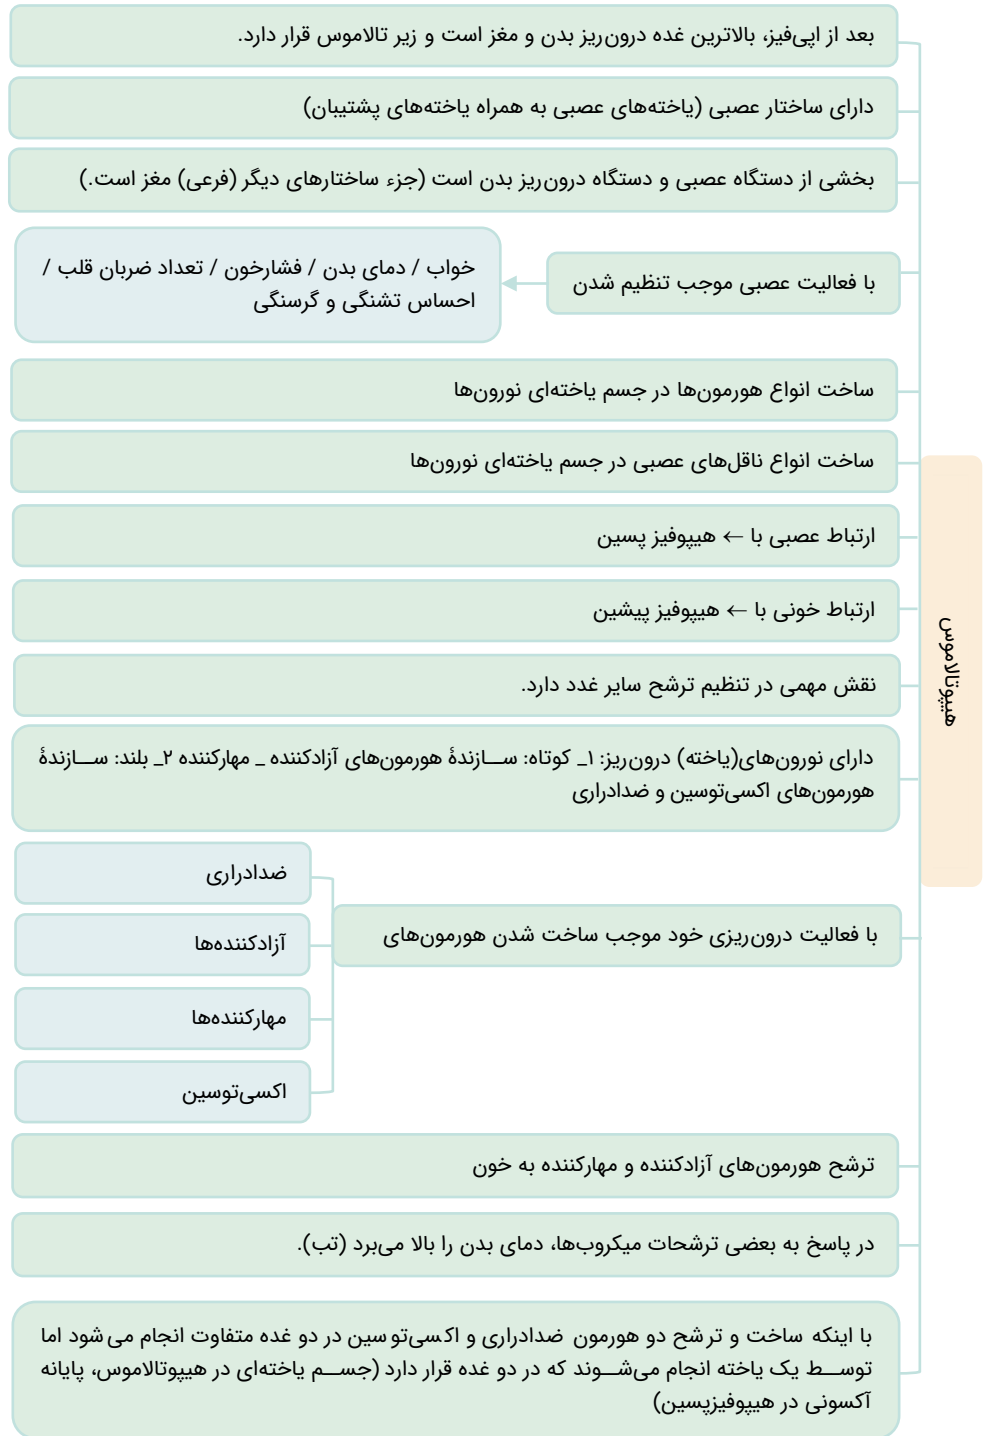 هیپوتالاموس
بعد از اپی‌فیز، بالاترین غده درون‌ریز بدن و مغز است و زیر تالاموس قرار دارد.
دارای ساختار عصبی (یاخته‌های عصبی به همراه یاخته‌های پشتیبان)
بخشی از دستگاه عصبی و دستگاه درون‌ریز بدن است (جزء ساختارهای دیگر (فرعی) مغز است.)
با فعالیت عصبی موجب تنظیم شدن
خواب / دمای بدن / فشارخون / تعداد ضربان قلب /
احساس تشنگی و گرسنگی
ساخت انواع هورمون‌ها در جسم یاخته‌ای نورون‌ها
ساخت انواع ناقل‌های عصبی در جسم یاخته‌ای نورون‌ها
ارتباط عصبی با ← هیپوفیز پسین
ارتباط خونی با ← هیپوفیز پیشین
نقش مهمی در تنظیم ترشح سایر غدد دارد.
دارای نورون‌های(یاخته) درون‌ریز: ۱_ کوتاه: ســازندهٔ هورمون‌های آزادکننده _ مهارکننده ۲_ بلند: ســازندهٔ
هورمون‌های اکسی‌توسین و ضدادراری
با فعالیت درون‌ریزی خود موجب ساخت شدن هورمون‌های
ضدادراری
آزادکننده‌ها
مهارکننده‌ها
اکسی‌توسین
ترشح هورمون‌های آزادکننده و مهارکننده به خون
در پاسخ به بعضی ترشحات میکروب‌ها، دمای بدن را بالا می‌برد (تب).
با اینکه ساخت و ترشح دو هورمون ضدادراری و اکسی‌توسین در دو غده متفاوت انجام می‌شود اما
توســط یک یاخته انجام می‌شــوند که در دو غده قرار دارد (جســم یاخته‌ای در هیپوتالاموس، پایانه
آکسونی در هیپوفیزپسین)